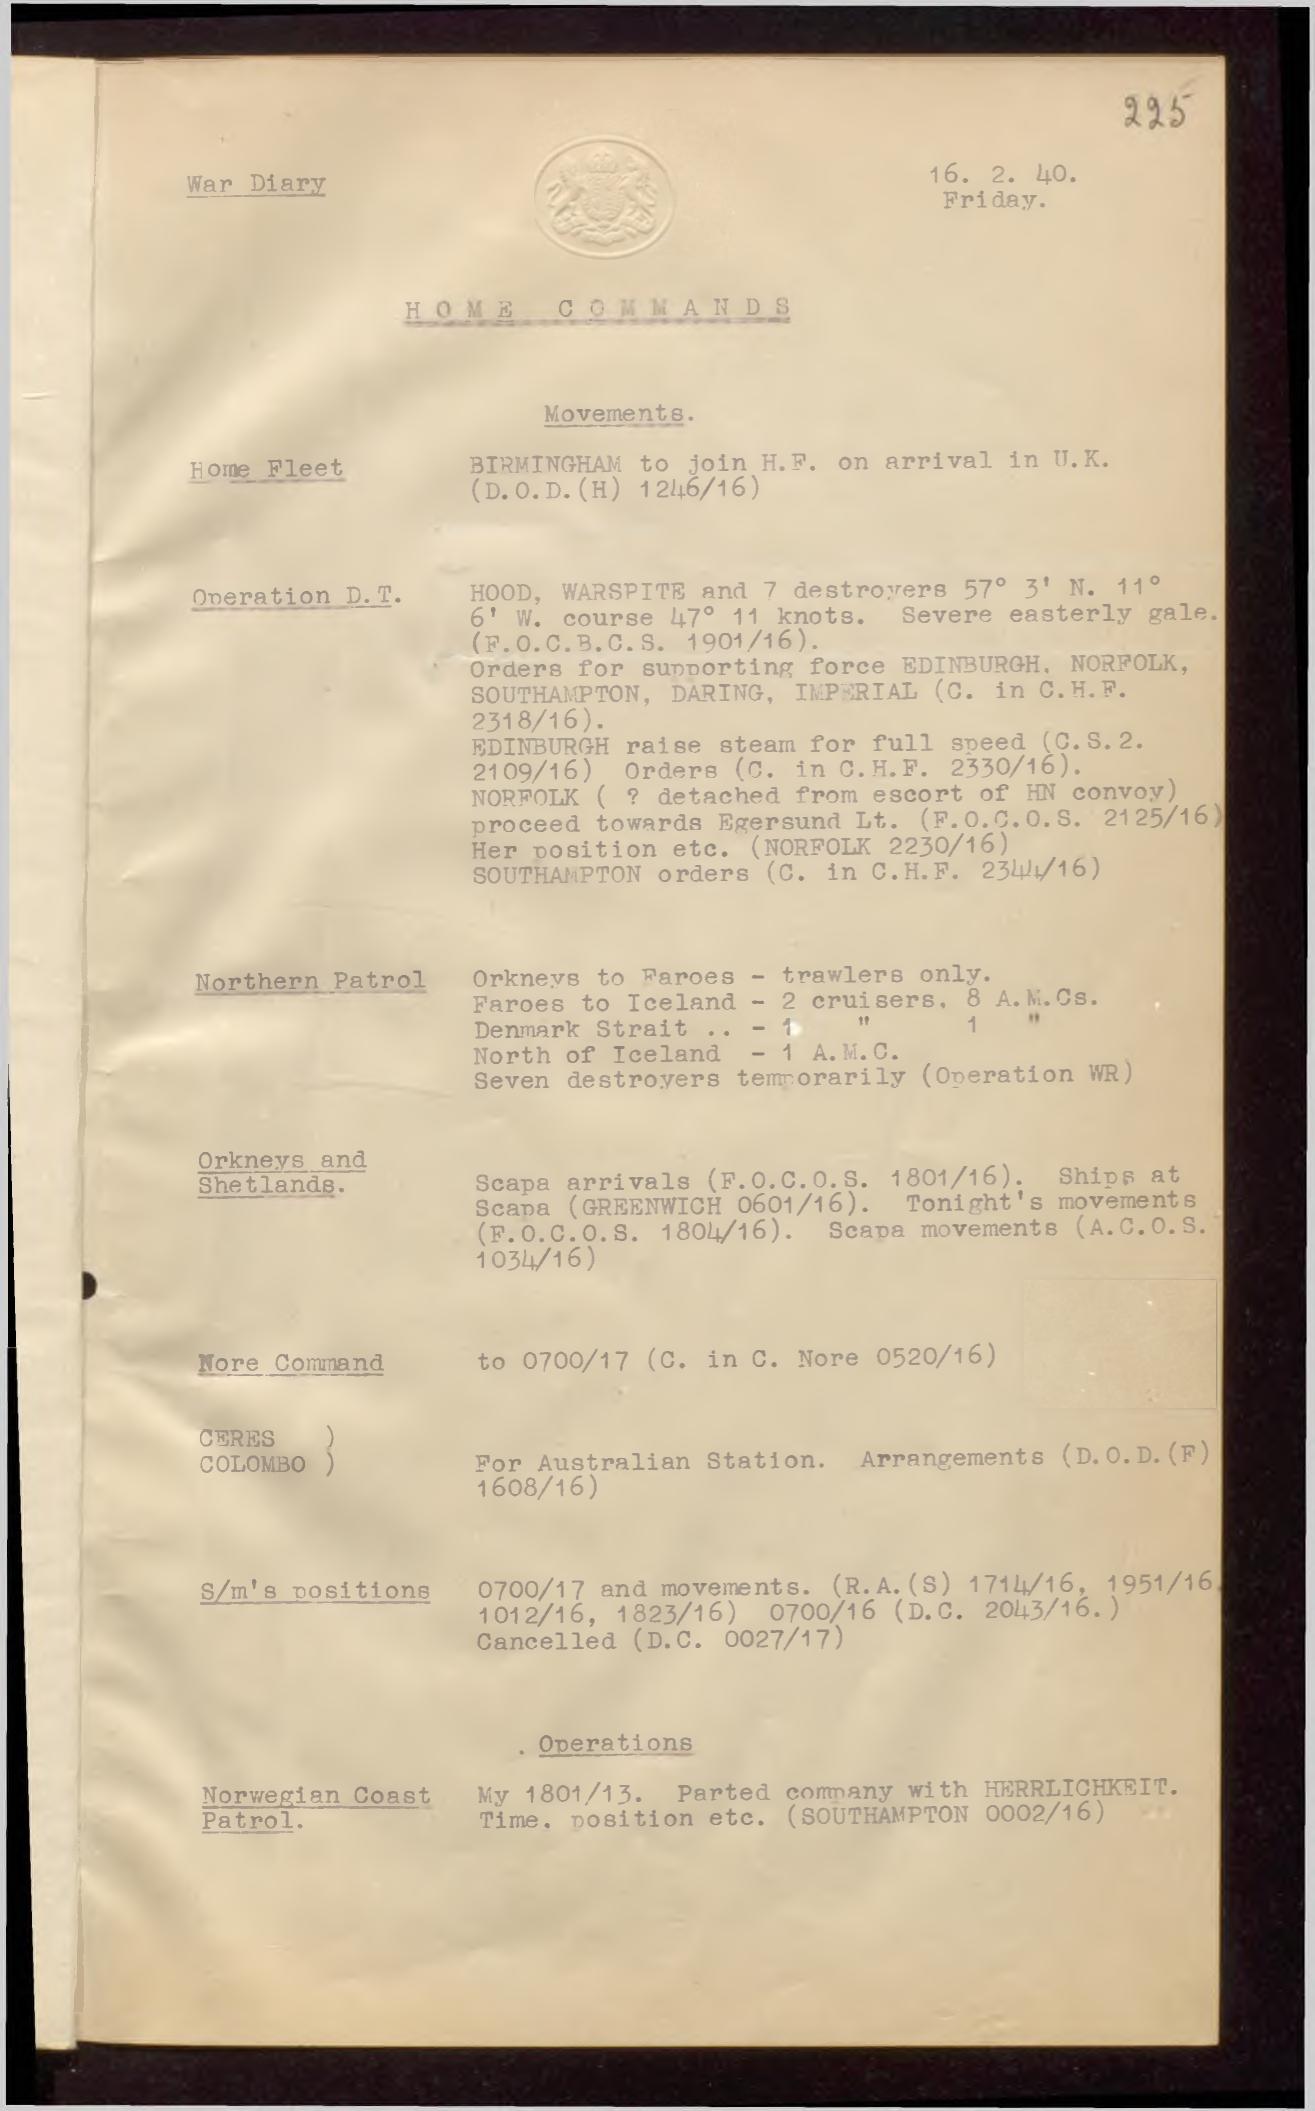 225
War Diary
16. 2. 40.
Friday.
HOME COMMANDS
Movements.
Home Fleet
BIRMINGHAM to join H.F. on arrival in U.K.
(D.O.D.(H) 1246/16)
Operation D.T.
HOOD, WARSPITE and 7 destroyers 57° 3' N. 11°
6' W. course 47° 11 knots. Severe easterly gale.
(F.O.C.B.C.S. 1901/16).
Orders for supporting force EDINBURGH, NORFOLK,
SOUTHAMPTON, DARING, IMPERIAL (C. in C.H.F.
2318/16).
EDINBURGH raise steam for full speed (C.S.2.
2109/16) Orders (C. in C.H.F. 2330/16).
NORFOLK ( ? detached from escort of HN convoy)
proceed towards Egersund Lt. (F.O.C.O.S. 2125/16)
Her position etc. (NORFOLK 2230/16)
SOUTHAMPTON orders (C. in C.H.F. 2344/16)
Northern Patrol
Orkneys to Faroes - trawlers only.
Faroes to Iceland - 2 cruisers, 8 A.M.Cs.
Denmark Strait .. - 1 " 1 "
North of Iceland - 1 A.M.C.
Seven destroyers temporarily (Operation WR)
Orkneys and
Shetlands.
Scapa arrivals (F.O.C.O.S. 1801/16). Ships at
Scapa (GREENWICH 0601/16). Tonight's movements
(F.O.C.O.S. 1804/16). Scapa movements (A.C.O.S.
1034/16)
Nore Command
to 0700/17 (C. in C. Nore 0520/16)
CERES )
COLOMBO )
For Australian Station. Arrangements (D.O.D.(F)
1608/16)
S/m's positions
0700/17 and movements. (R.A.(S) 1714/16, 1951/16,
1012/16, 1823/16) 0700/16 (D.C. 2043/16.)
Cancelled (D.C. 0027/17)
. Operations
Norwegian Coast
Patrol.
My 1801/13. Parted company with HERRLICHKEIT.
Time. position etc. (SOUTHAMPTON 0002/16)